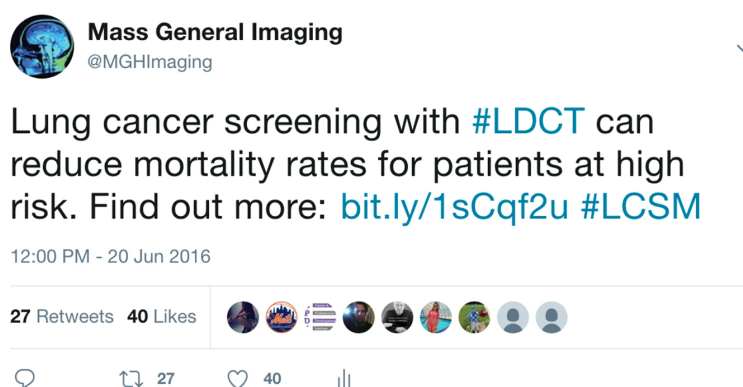 Mass General Imaging
@MGHImaging
Lung cancer screening with #LDCT can
reduce mortality rates for patients at high
risk. Find out more: bit.ly/1sCqf2u #LCSM
12:00 PM - 20 Jun 2016
27 Retweets 40 Likes
27 40